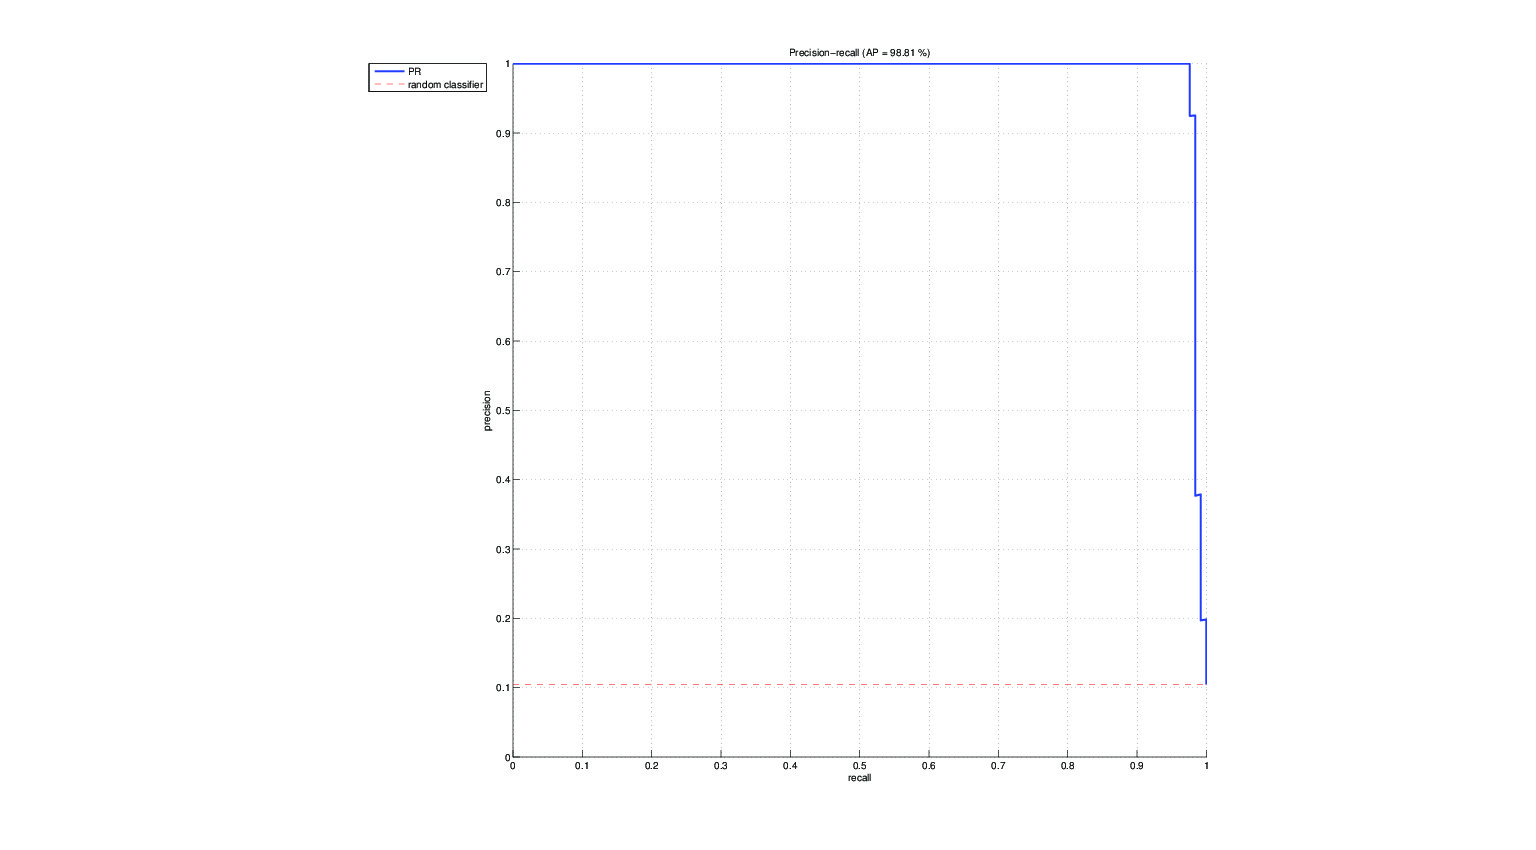 Precision−recall (AP = 98.81 %)
PR
random classifier
1
0.9
0.8
0.7
0.6
0.5
0.4
0.3
0.2
0.1
0
precision
0 0.1 0.2 0.3 0.4 0.5 0.6 0.7 0.8 0.9 1
recall